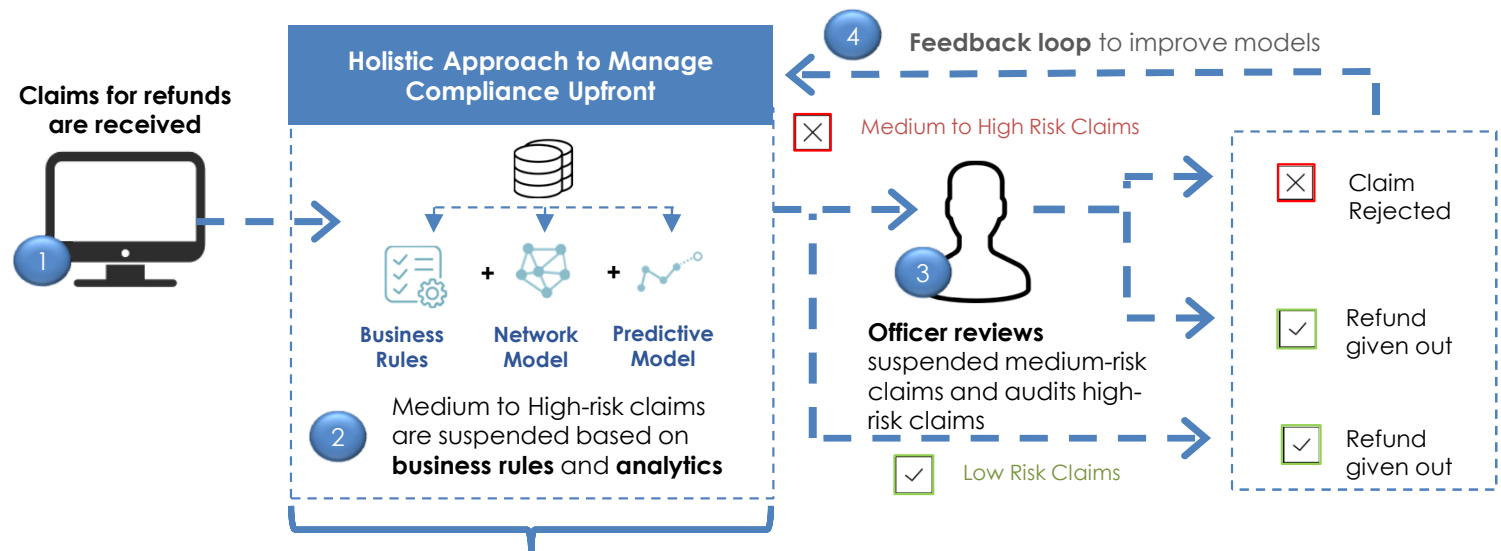 4
Feedback loop to improve models
Holistic Approach to Manage
Compliance Upfront
Claims for refunds
are received
Medium to High Risk Claims
1
Claim
Rejected
3
Business
Rules
+
Network
Model
+
Predictive
Model
Officer reviews
suspended medium-risk
claims and audits high-
risk claims
Refund
given out
2
Medium to High-risk claims
are suspended based on
business rules and analytics
Low Risk Claims
Refund
given out